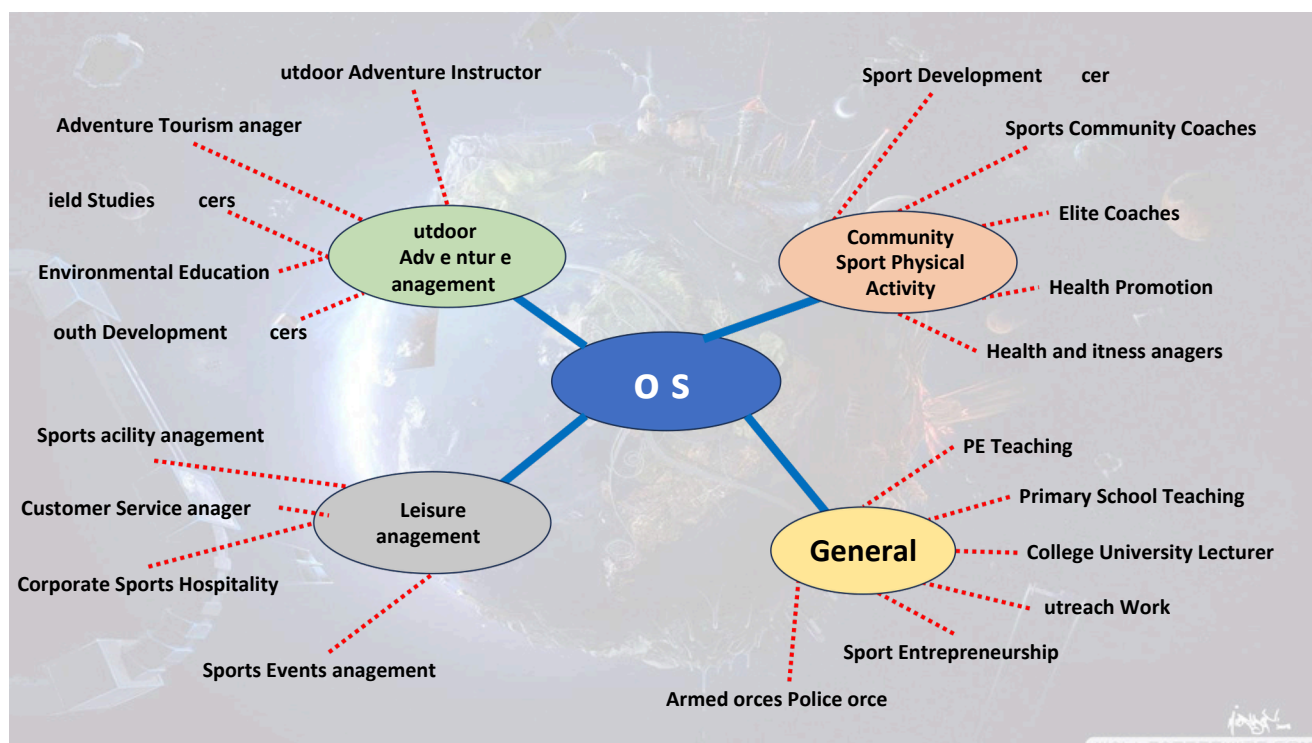 utdoor Adventure Instructor
Adventure Tourism anager
ield Studies cers
Environmental Education
outh Development cers
utdoor
Adv e ntur e
anagement
Sport Development cer
Sports Community Coaches
Elite Coaches
Health Promotion
Health and itness anagers
Community
Sport Physical
Activity
O S
Sports acility anagement
Customer Service anager
Corporate Sports Hospitality
Sports Events anagement
Leisure
anagement
PE Teaching
Primary School Teaching
College University Lecturer
utreach Work
Sport Entrepreneurship
Armed orces Police orce
General